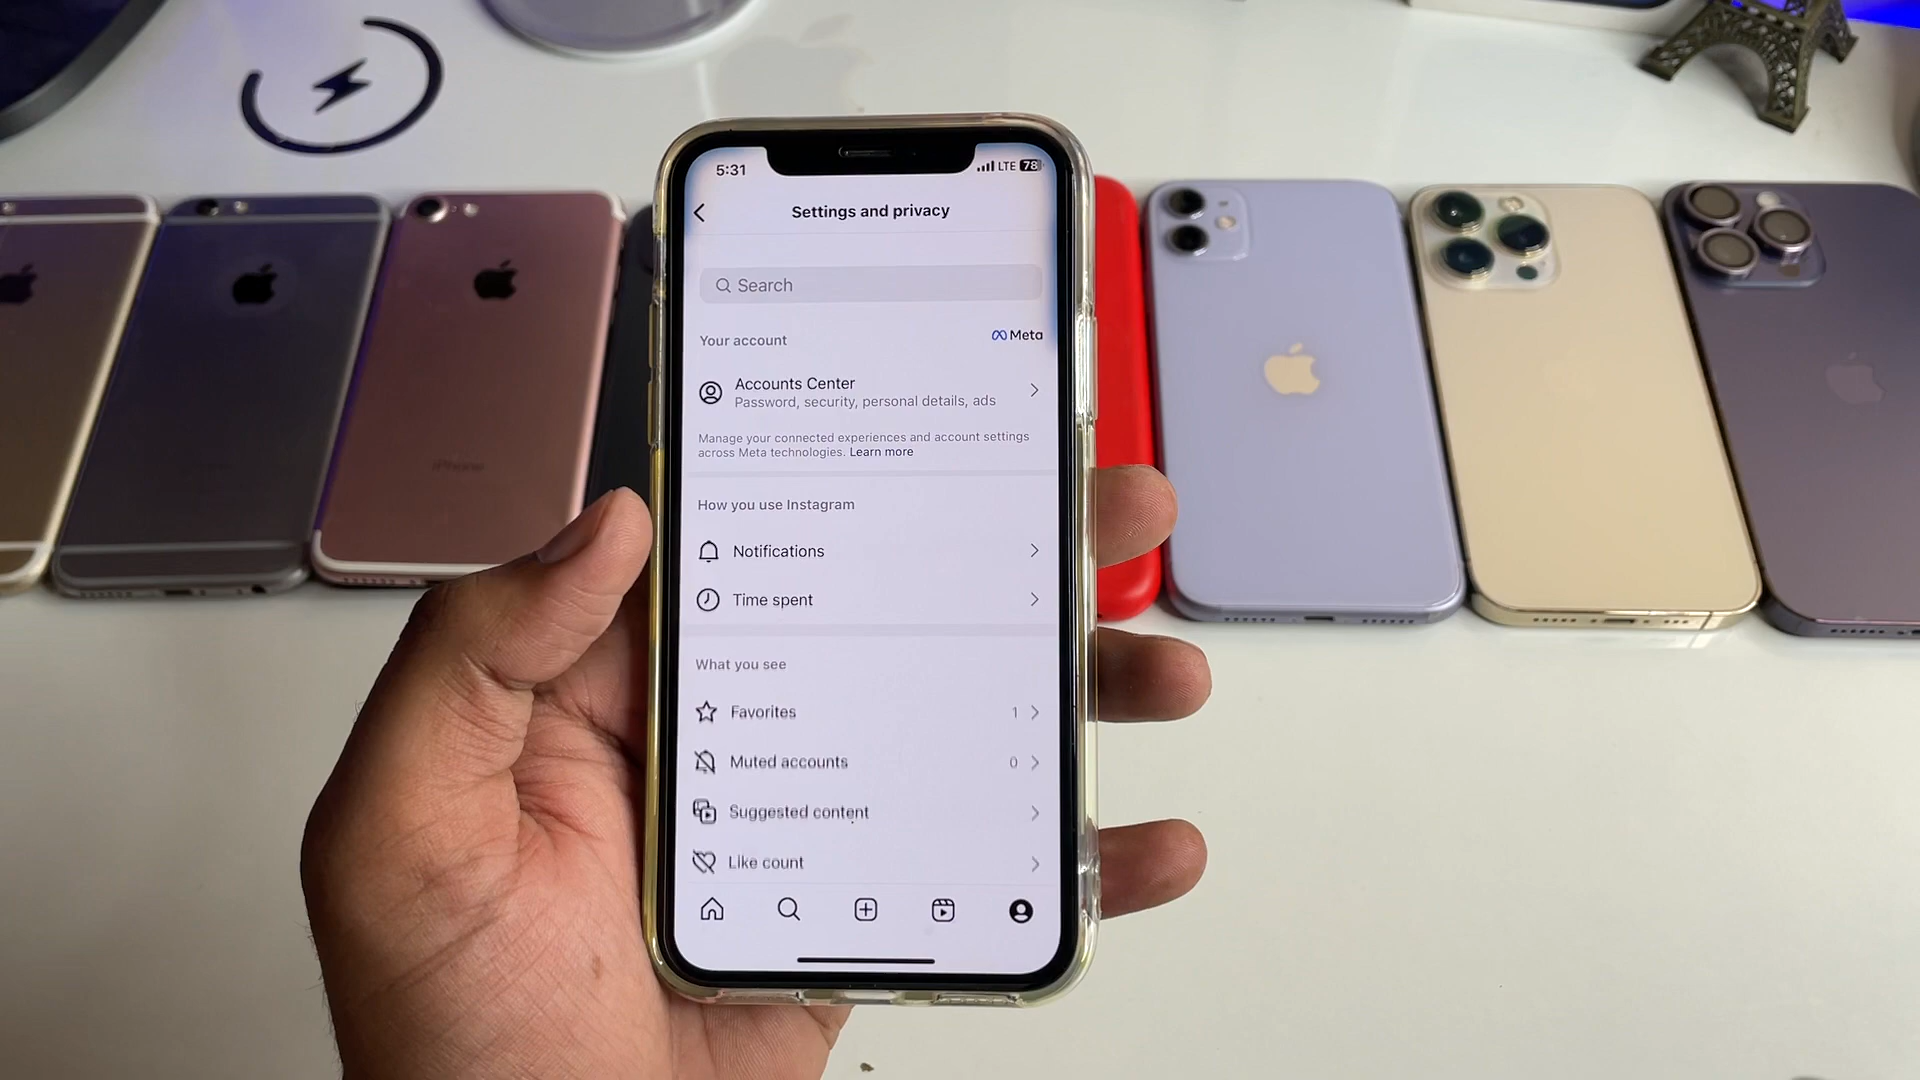 5:31
LTE 78
Settings and privacy
Search
Your account
Meta
Accounts Center
Password, security, personal details, ads
Manage your connected experiences and account settings
across Meta technologies. Learn more
How you use Instagram
Notifications
Time spent
What you see
Favorites 1
Muted accounts 0
Suggested content
Like count
iPhone